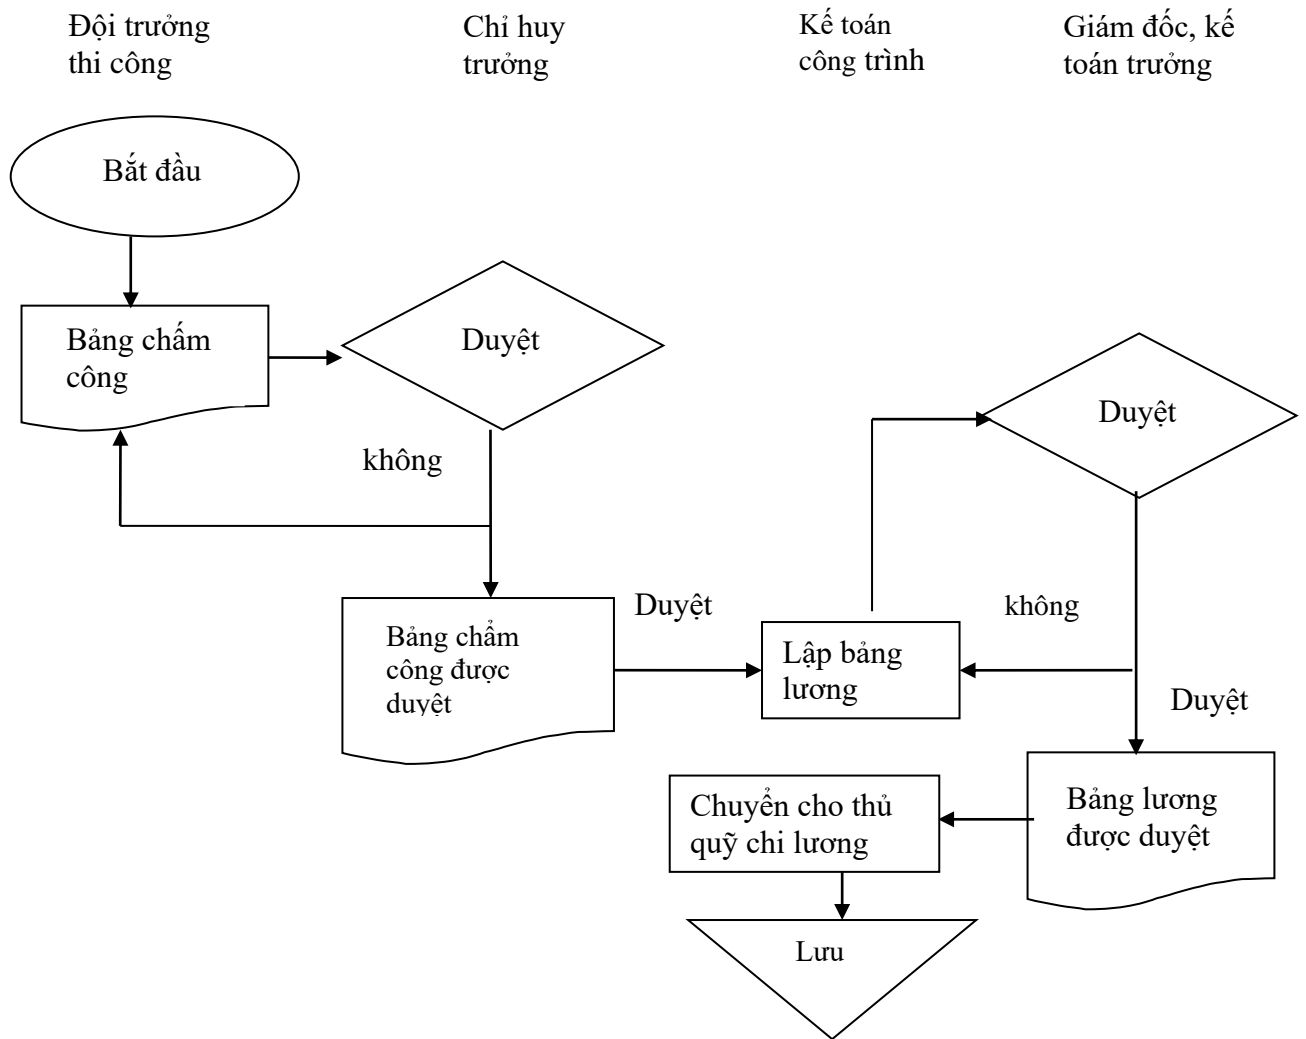 Đội trưởng
thi công
Chỉ huy
trưởng
Kế toán
công trình
Giám đốc, kế
toán trưởng
Bắt đầu
Bảng chấm
công
Duyệt
Duyệt
không
Bảng chẩm
công được
duyệt
Duyệt
Lập bảng
lương
không
Duyệt
Chuyển cho thủ
quỹ chi lương
Bảng lương
được duyệt
Lưu